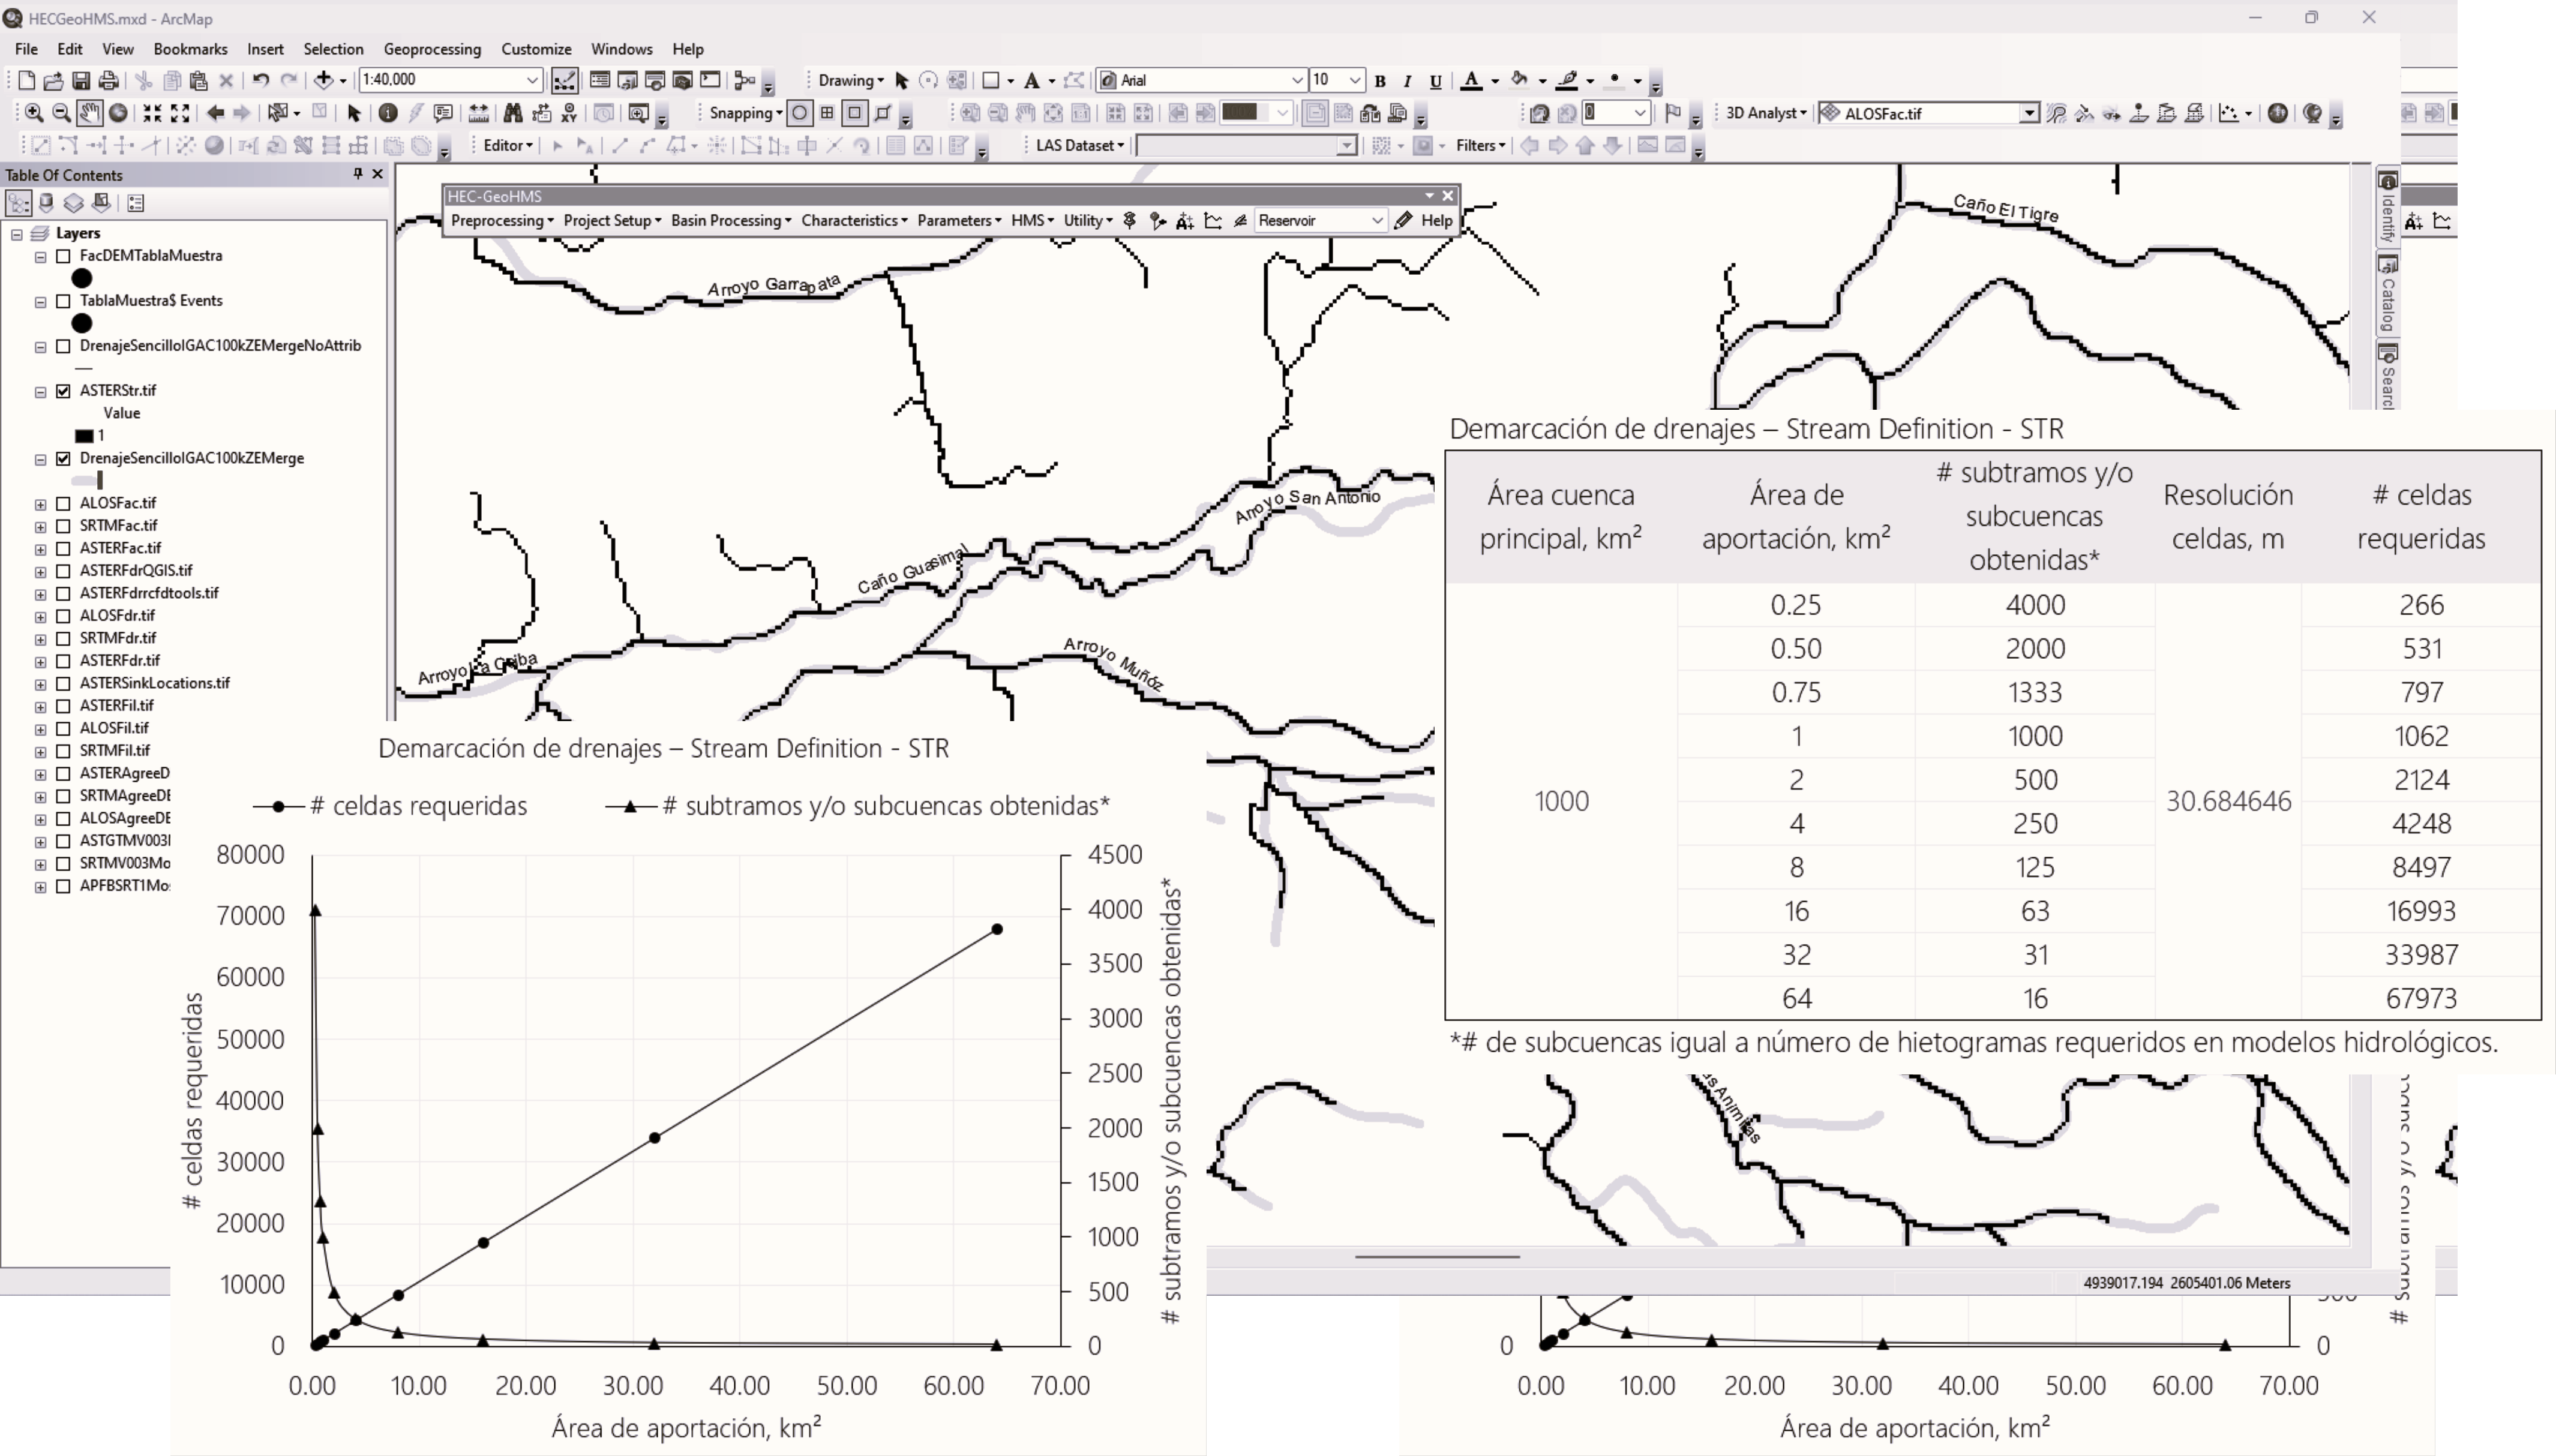 HECGeoHMS.mxd - ArcMap
File Edit View Bookmarks Insert Selection Geoprocessing Customize Windows Help
1:40,000
Drawing
Arial
10
B I U A
Snapping
3D Analyst
ALOSFac.tif
Editor
LAS Dataset
Filters
Table Of Contents
Layers
FacDEMTablaMuestra
TablaMuestra$ Events
DrenajeSencilloIGAC100kZEMergeNoAttrib
ASTERStr.tif
Value
1
DrenajeSencilloIGAC100kZEMerge
ALOSFac.tif
SRTMFac.tif
ASTERFac.tif
ASTERFdrQGIS.tif
ASTERFdrrcfdtools.tif
ALOSFdr.tif
SRTMFdr.tif
ASTERFdr.tif
ASTERSinkLocations.tif
ASTERFil.tif
ALOSFil.tif
SRTMFil.tif
ASTERAgreeD
SRTMAgreeDE
ALOSAgreeDE
ASTGTMV003
SRTMV003Mo
APFBSRT1Mo
HEC-GeoHMS
Preprocessing Project Setup Basin Processing Characteristics Parameters HMS Utility Reservoir Help
Identify
Catalog
Search
Caño El Tigre
Arroyo Garrapata
Arroyo San Antonio
Caño Guasimal
Arroyo La Ceiba
Arroyo Muñóz
as Animitas
Demarcación de drenajes – Stream Definition - STR
Área cuenca principal, km² Área de aportación, km² # subtramos y/o subcuencas obtenidas* Resolución celdas, m # celdas requeridas
1000 30.684646
0.25 4000 266
0.50 2000 531
0.75 1333 797
1 1000 1062
2 500 2124
4 250 4248
8 125 8497
16 63 16993
32 31 33987
64 16 67973
*# de subcuencas igual a número de hietogramas requeridos en modelos hidrológicos.
Demarcación de drenajes – Stream Definition - STR
# celdas requeridas # subtramos y/o subcuencas obtenidas*
80000
70000
60000
50000
40000
30000
20000
10000
0
# celdas requeridas
4500
4000
3500
3000
2500
2000
1500
1000
500
0
# subtramos y/o subcuencas obtenidas*
0.00 10.00 20.00 30.00 40.00 50.00 60.00 70.00
Área de aportación, km²
4939017.194 2605401.06 Meters
0 0
0.00 10.00 20.00 30.00 40.00 50.00 60.00 70.00
Área de aportación, km²